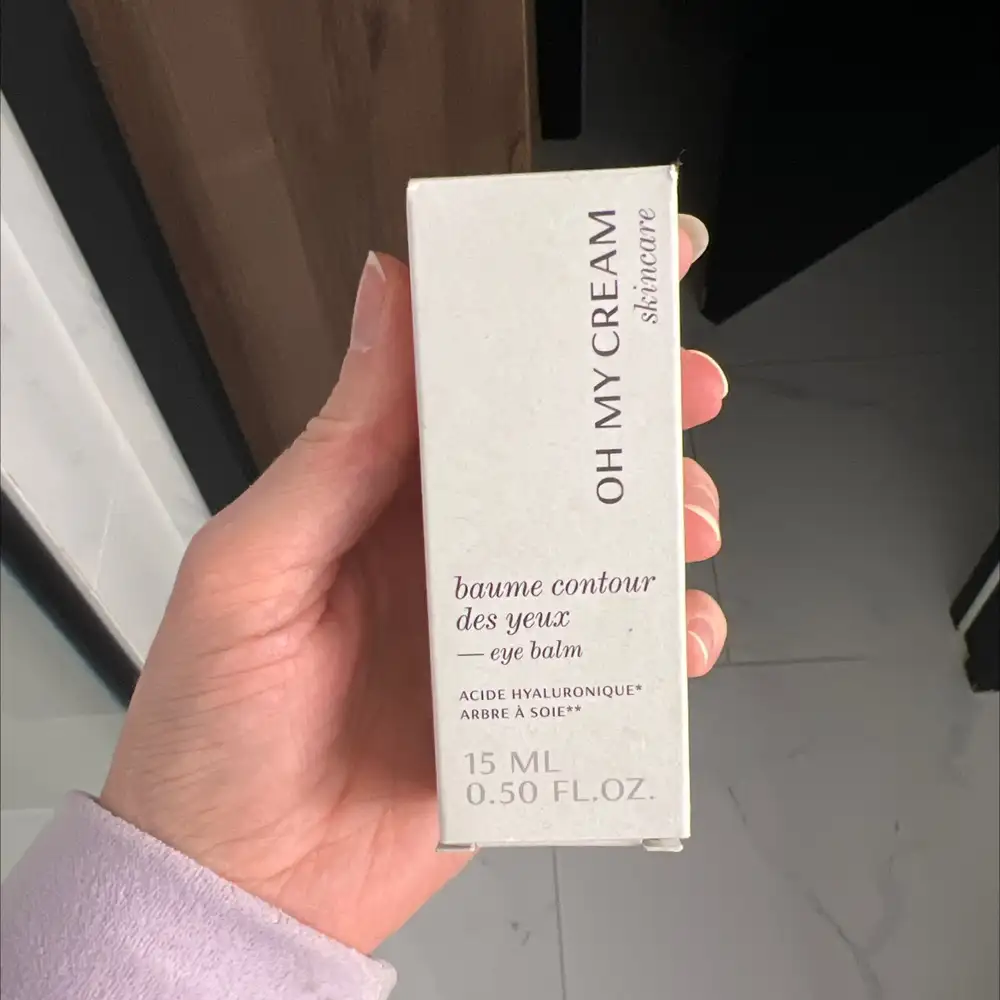 OH MY CREAM
skincare
baume contour
des yeux
— eye balm
ACIDE HYALURONIQUE*
ARBRE À SOIE**
15 ML
0.50 FL.OZ.